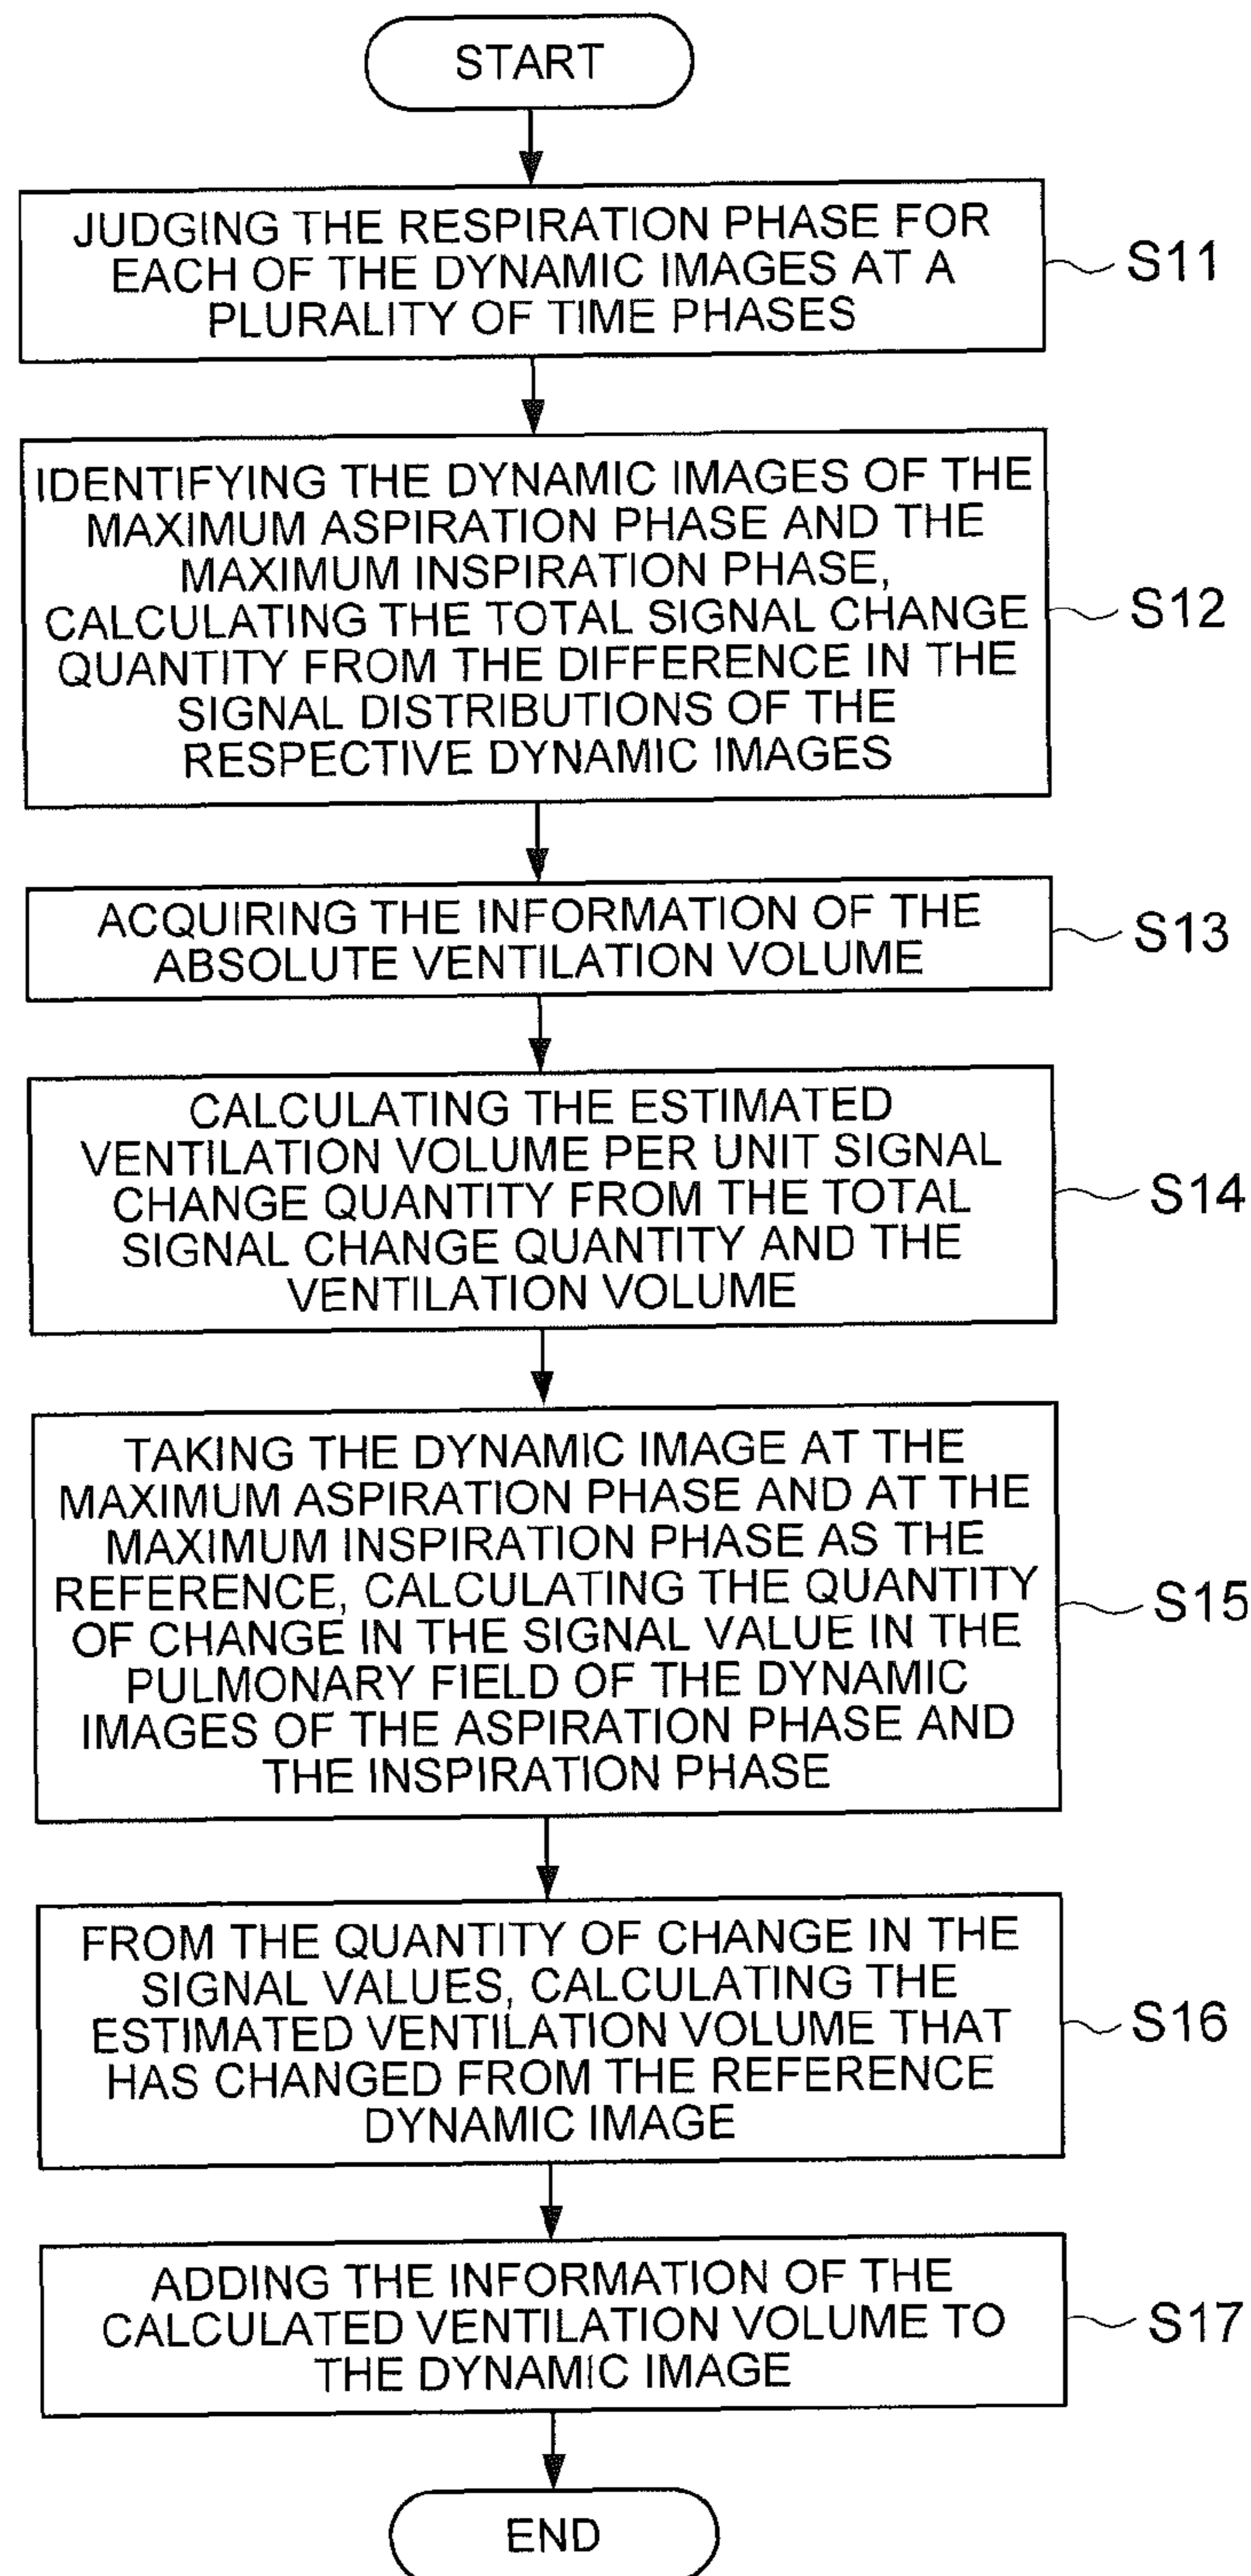 START
JUDGING THE RESPIRATION PHASE FOR
EACH OF THE DYNAMIC IMAGES AT A
PLURALITY OF TIME PHASES
S11
IDENTIFYING THE DYNAMIC IMAGES OF THE
MAXIMUM ASPIRATION PHASE AND THE
MAXIMUM INSPIRATION PHASE,
CALCULATING THE TOTAL SIGNAL CHANGE
QUANTITY FROM THE DIFFERENCE IN THE
SIGNAL DISTRIBUTIONS OF THE
RESPECTIVE DYNAMIC IMAGES
S12
ACQUIRING THE INFORMATION OF THE
ABSOLUTE VENTILATION VOLUME
S13
CALCULATING THE ESTIMATED
VENTILATION VOLUME PER UNIT SIGNAL
CHANGE QUANTITY FROM THE TOTAL
SIGNAL CHANGE QUANTITY AND THE
VENTILATION VOLUME
S14
TAKING THE DYNAMIC IMAGE AT THE
MAXIMUM ASPIRATION PHASE AND AT THE
MAXIMUM INSPIRATION PHASE AS THE
REFERENCE, CALCULATING THE QUANTITY
OF CHANGE IN THE SIGNAL VALUE IN THE
PULMONARY FIELD OF THE DYNAMIC
IMAGES OF THE ASPIRATION PHASE AND
THE INSPIRATION PHASE
S15
FROM THE QUANTITY OF CHANGE IN THE
SIGNAL VALUES, CALCULATING THE
ESTIMATED VENTILATION VOLUME THAT
HAS CHANGED FROM THE REFERENCE
DYNAMIC IMAGE
S16
ADDING THE INFORMATION OF THE
CALCULATED VENTILATION VOLUME TO
THE DYNAMIC IMAGE
S17
END